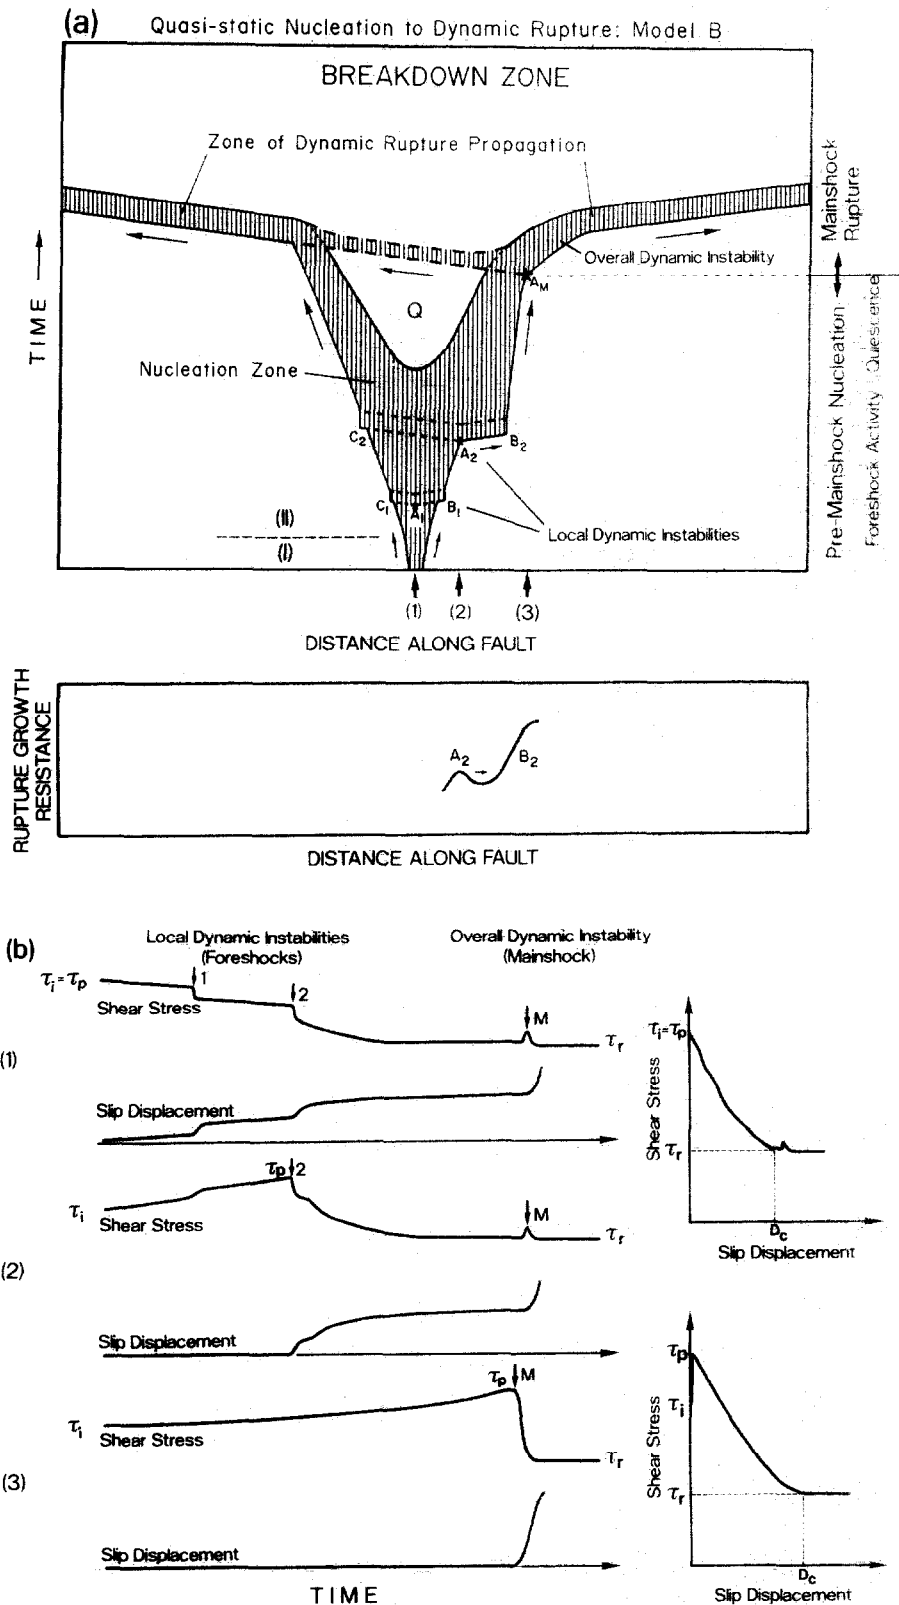 (a) Quasi-static Nucleation to Dynamic Rupture: Model B
BREAKDOWN ZONE
Zone of Dynamic Rupture Propagation
Mainshock
Rupture
Overall Dynamic Instability
A_M
TIME
Q
Nucleation Zone
Pre-Mainshock Nucleation
Foreshock Activity Quiescence
C₂
A₂
B₂
C₁
A₁
B₁
(II)
(I)
Local Dynamic Instabilities
(1) (2) (3)
DISTANCE ALONG FAULT
RUPTURE GROWTH
RESISTANCE
A₂
B₂
DISTANCE ALONG FAULT
(b)
Local Dynamic Instabilities
(Foreshocks)
Overall Dynamic Instability
(Mainshock)
τi = τp
1
2
Shear Stress
M
τr
(1)
Slip Displacement
τi=τp
Shear Stress
τr
Dc
Slip Displacement
τp 2
τi
Shear Stress
M
τr
(2)
Slip Displacement
τp M
τi
Shear Stress
τr
(3)
Slip Displacement
TIME
τp
τi
Shear Stress
τr
Dc
Slip Displacement